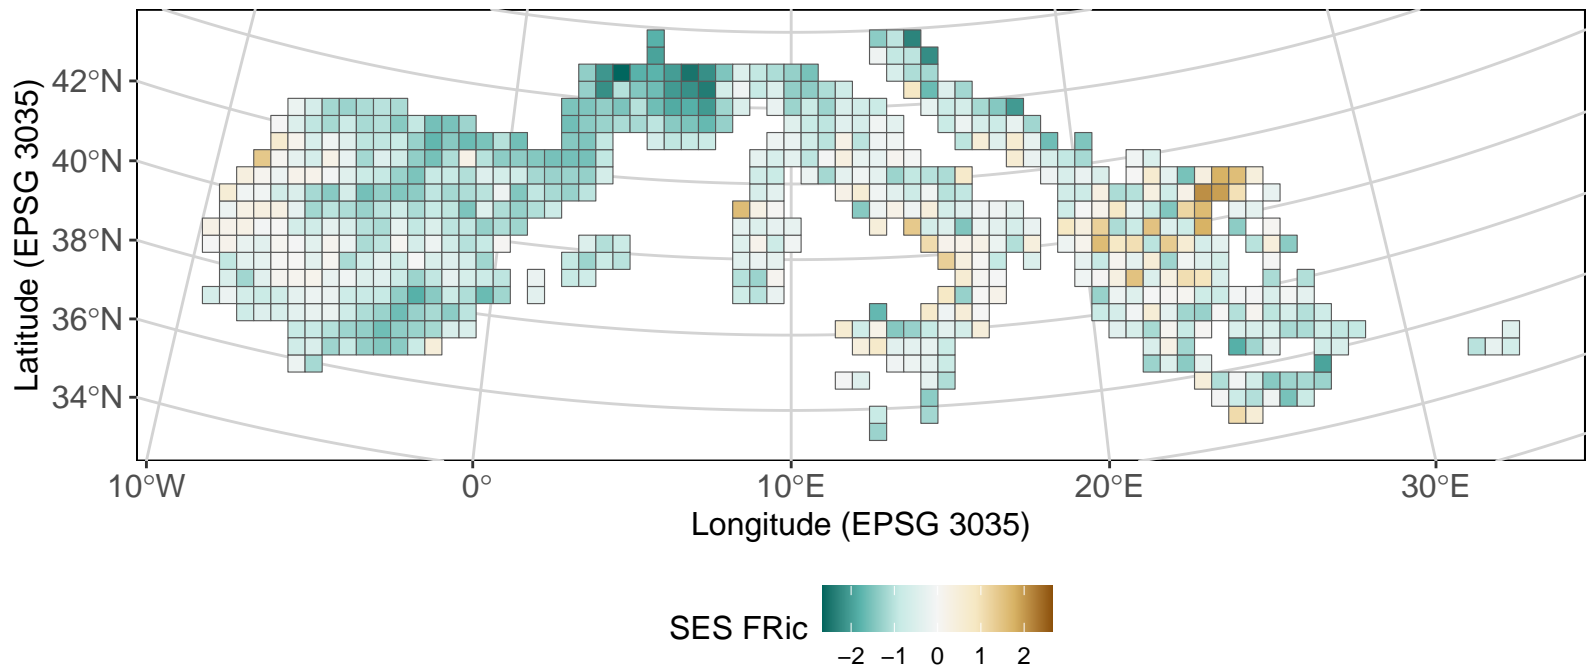 Latitude (EPSG 3035)
42°N
40°N
38°N
36°N
34°N
10°W
0°
10°E
20°E
30°E
Longitude (EPSG 3035)
SES FRic
−2 −1 0 1 2